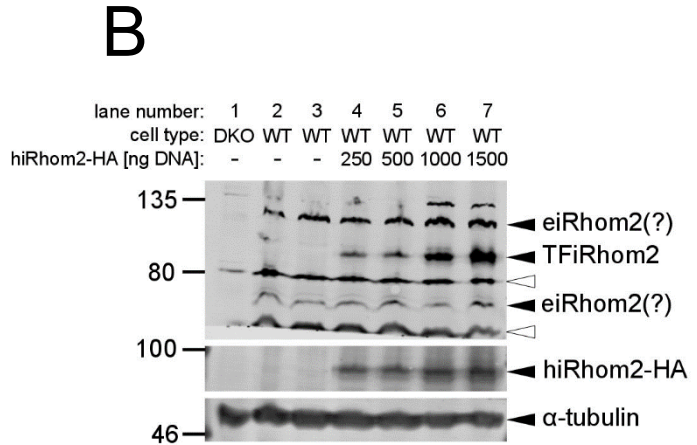 B
lane number: 1 2 3 4 5 6 7
cell type: DKO WT WT WT WT WT WT
hiRhom2-HA [ng DNA]: - - - 250 500 1000 1500
135
eiRhom2(?)
TFiRhom2
80
eiRhom2(?)
100
hiRhom2-HA
α-tubulin
46